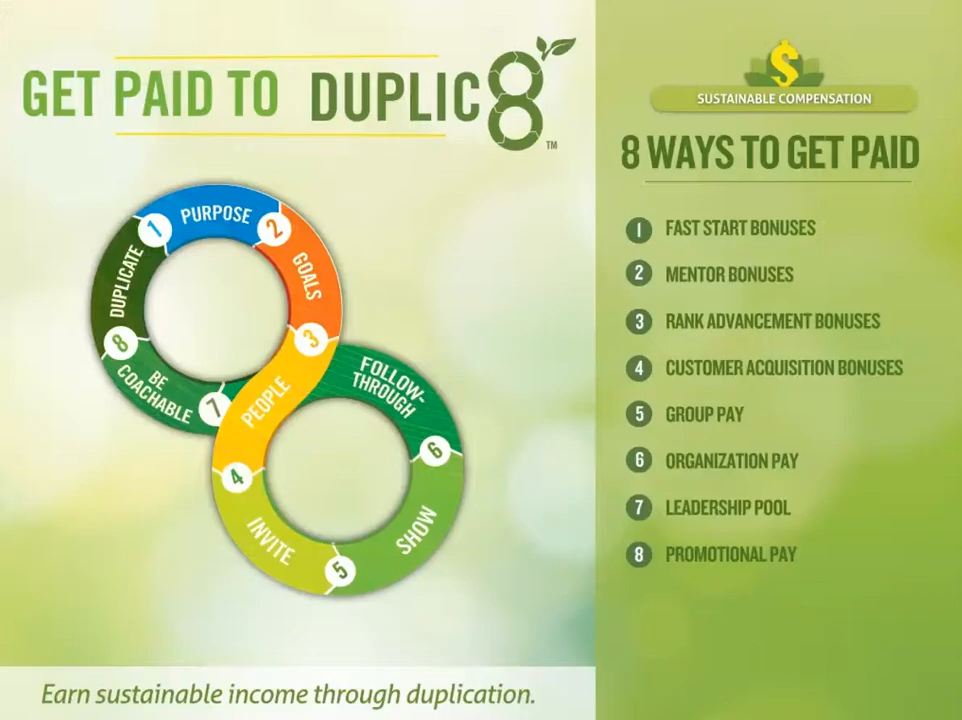 GET PAID TO DUPLIC8™
1 PURPOSE
2 GOALS
3 PEOPLE
4 INVITE
5 SHOW
6 FOLLOW-
THROUGH
7 BE
COACHABLE
8 DUPLICATE
Earn sustainable income through duplication.
$
SUSTAINABLE COMPENSATION
8 WAYS TO GET PAID
1 FAST START BONUSES
2 MENTOR BONUSES
3 RANK ADVANCEMENT BONUSES
4 CUSTOMER ACQUISITION BONUSES
5 GROUP PAY
6 ORGANIZATION PAY
7 LEADERSHIP POOL
8 PROMOTIONAL PAY